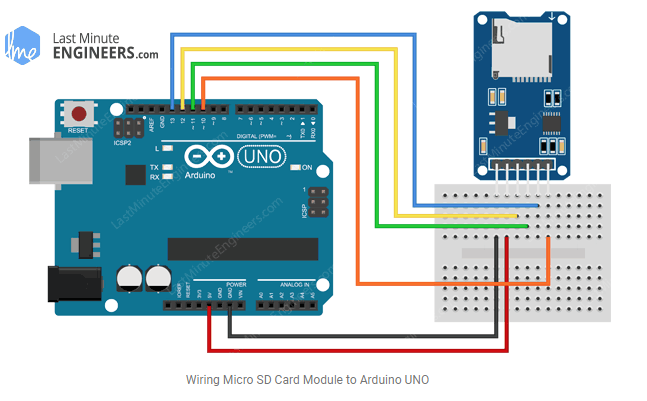 Last Minute
ENGINEERS.com
RESET
ICSP2
AREF
GND
13
12
~11
~10
~9
8
7
~6
~5
4
~3
2
TX0 ▶ 1
RX0 ◀ 0
DIGITAL (PWM~)
L
TX
RX
UNO
Arduino
™
ON
1
ICSP
POWER
ANALOG IN
IOREF
RESET
3V3
5V
GND
GND
VIN
A0
A1
A2
A3
A4
A5
LastMinuteEngineers.com
Wiring Micro SD Card Module to Arduino UNO